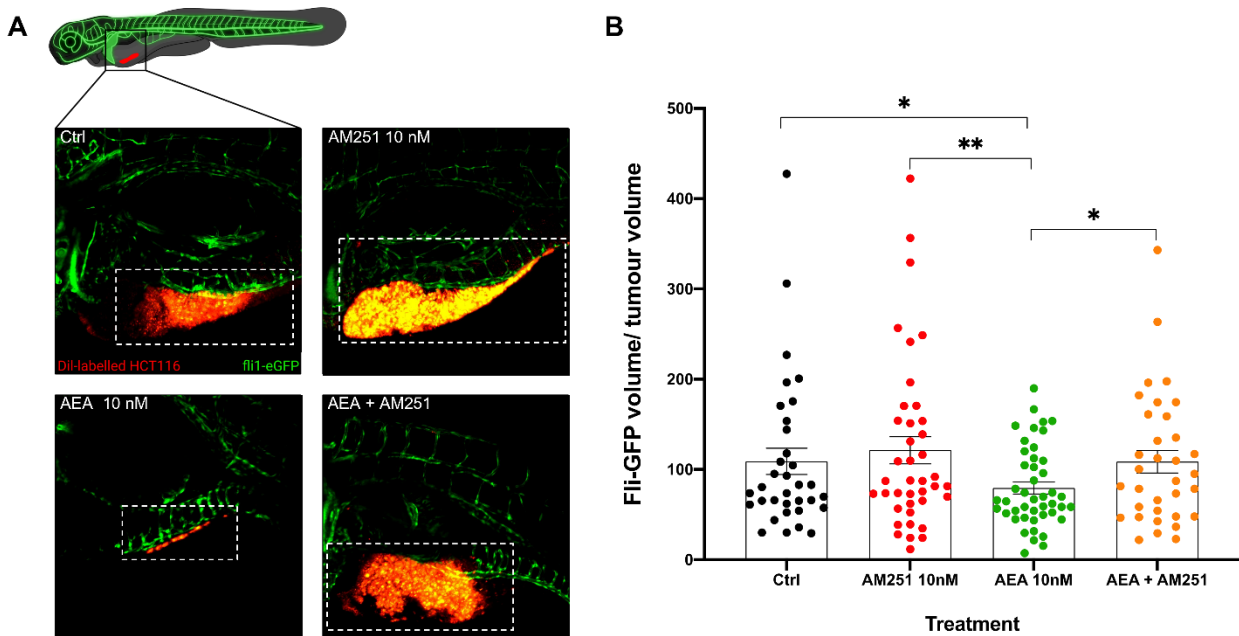 A
Ctrl
AM251 10 nM
Dil-labelled HCT116
fli1-eGFP
AEA 10 nM
AEA + AM251
B
Fli-GFP volume/ tumour volume
500
400
300
200
100
0
*
**
*
Ctrl
AM251 10nM
AEA 10nM
AEA + AM251
Treatment